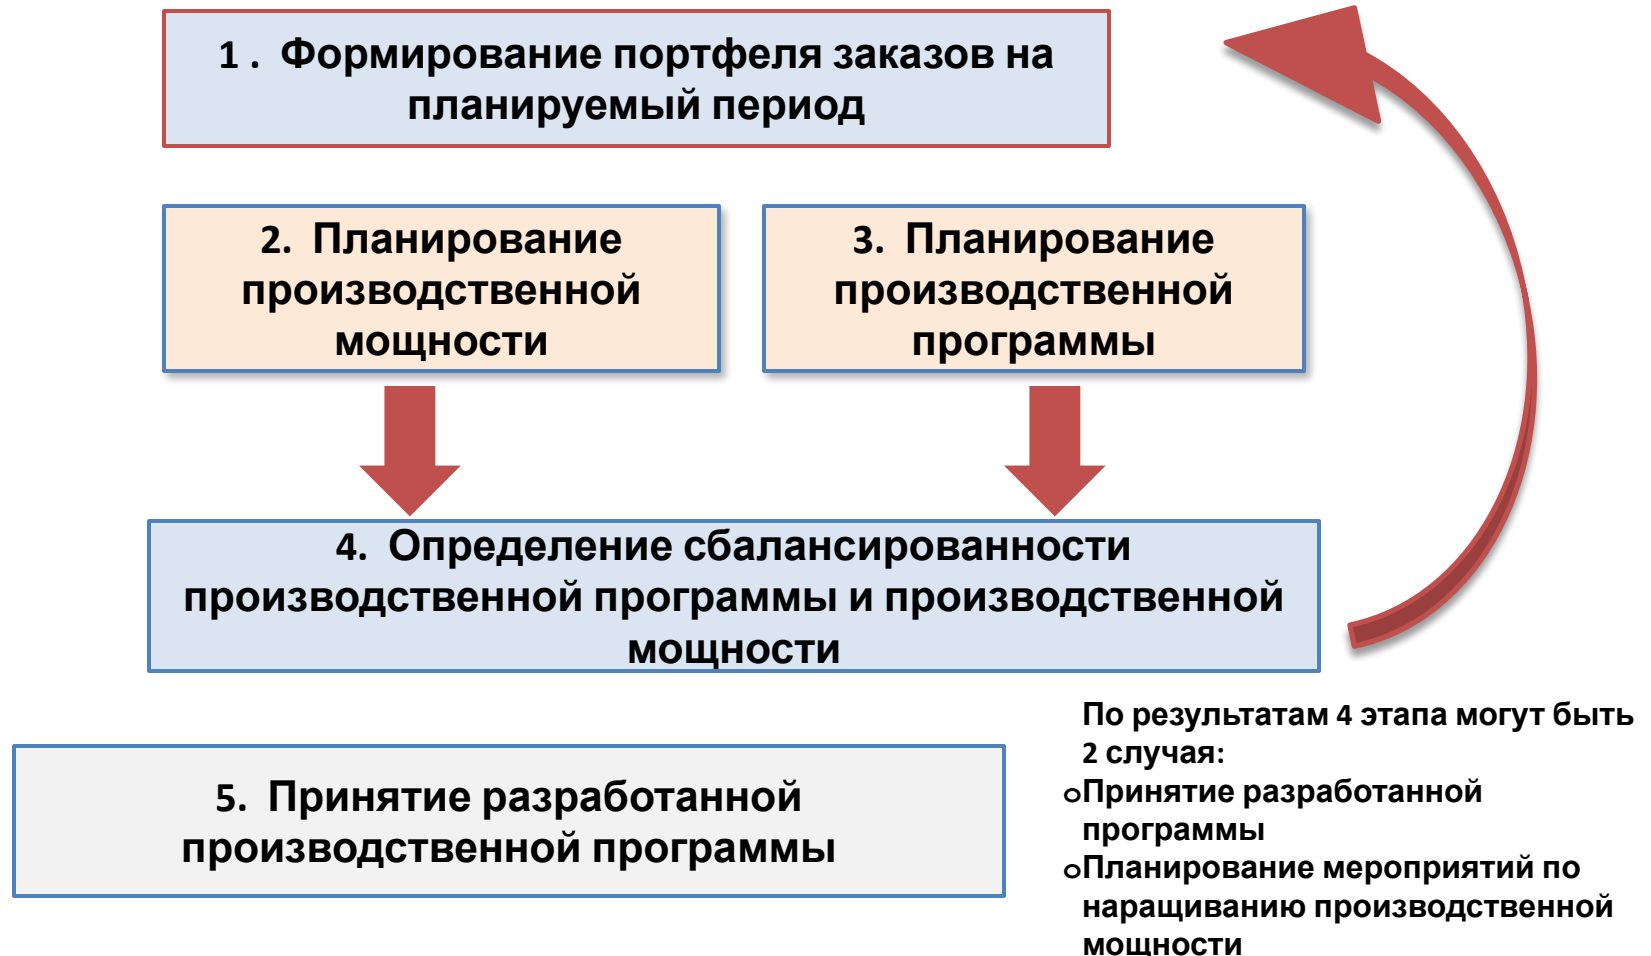 1 .  Формирование портфеля заказов на
планируемый период
2.  Планирование
производственной
мощности
3.  Планирование
производственной
программы
4.  Определение сбалансированности
производственной программы и производственной
мощности
5.  Принятие разработанной
производственной программы
По результатам 4 этапа могут быть
2 случая:
oПринятие разработанной
программы
oПланирование мероприятий по
наращиванию производственной
мощности